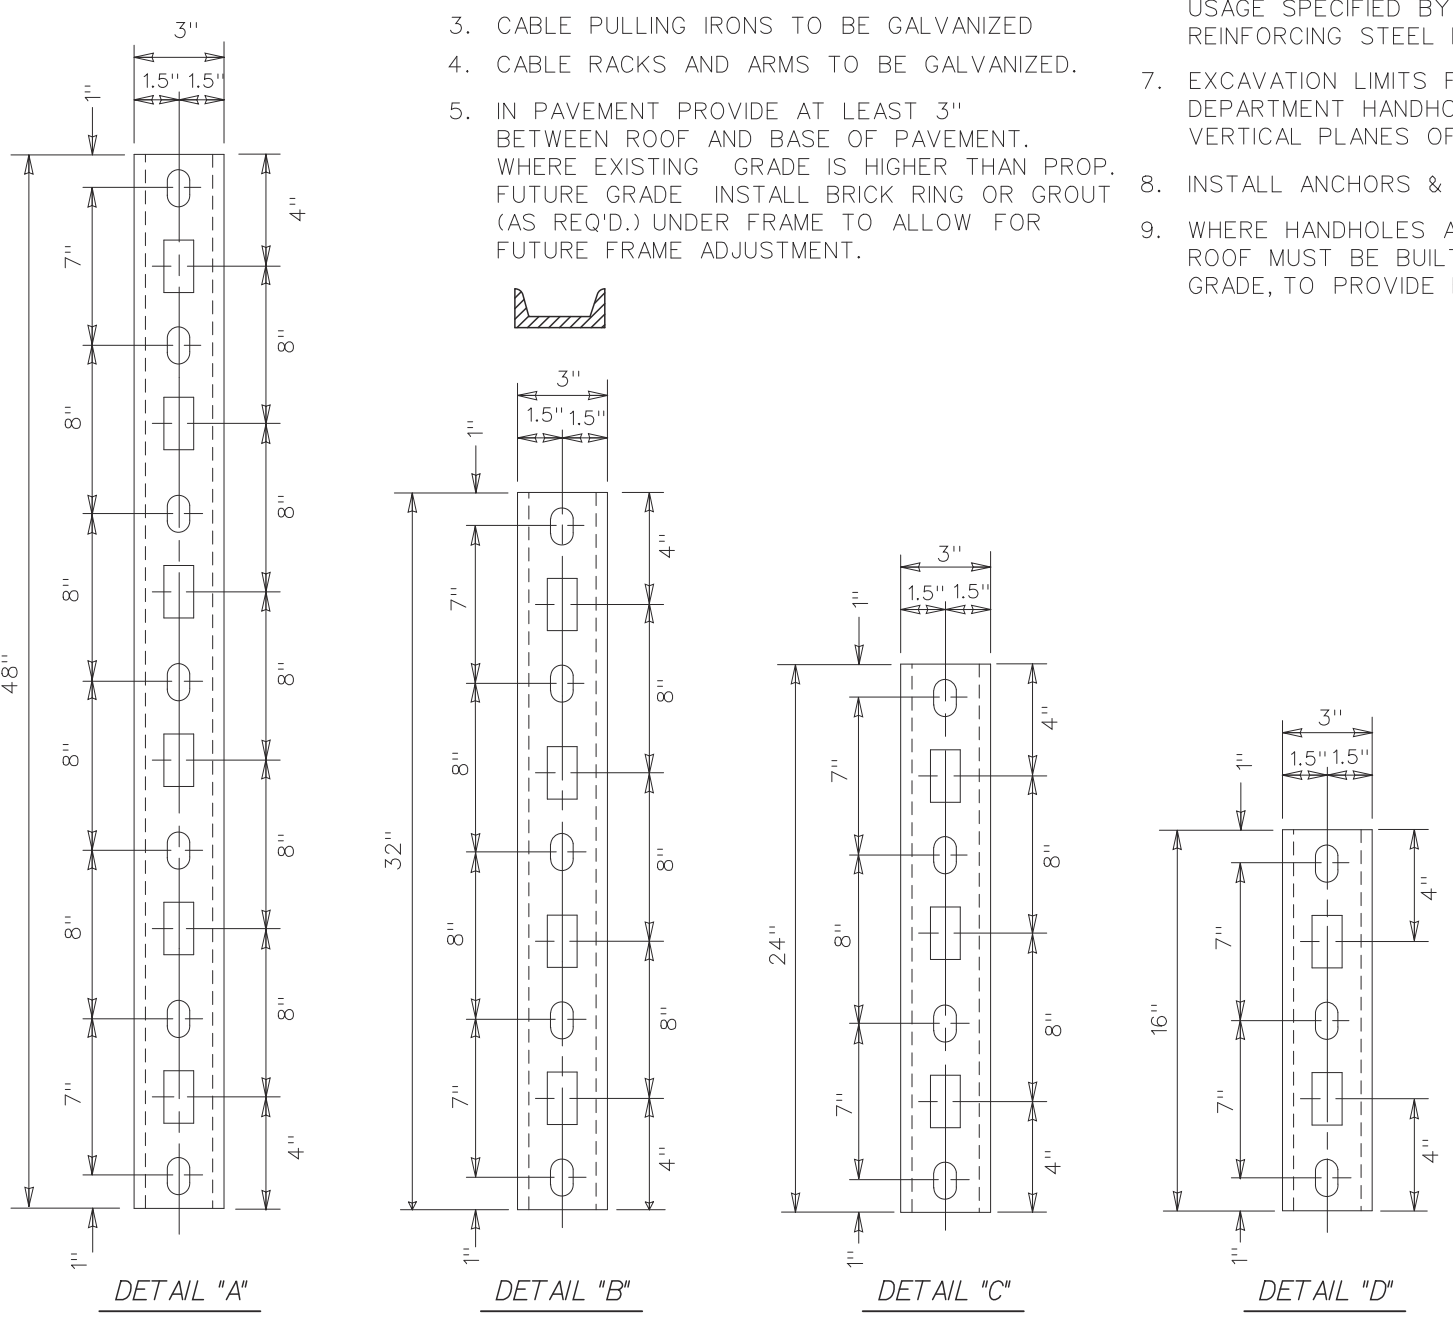 3. CABLE PULLING IRONS TO BE GALVANIZED
4. CABLE RACKS AND ARMS TO BE GALVANIZED.
5. IN PAVEMENT PROVIDE AT LEAST 3"
BETWEEN ROOF AND BASE OF PAVEMENT.
WHERE EXISTING GRADE IS HIGHER THAN PROP.
FUTURE GRADE INSTALL BRICK RING OR GROUT
(AS REQ'D.) UNDER FRAME TO ALLOW FOR
FUTURE FRAME ADJUSTMENT.
USAGE SPECIFIED BY
REINFORCING STEEL
7. EXCAVATION LIMITS
DEPARTMENT
VERTICAL PLANES
8. INSTALL ANCHORS &
9. WHERE HANDHOLES
ROOF MUST BE
GRADE, TO PROVIDE
3"
1.5" 1.5"
1"
7"
8"
8"
8"
8"
7"
1"
48"
4"
8"
8"
8"
8"
8"
4"
DETAIL "A"
3"
1.5" 1.5"
1"
7"
8"
8"
7"
1"
32"
4"
8"
8"
8"
4"
DETAIL "B"
3"
1.5" 1.5"
1"
7"
8"
7"
1"
24"
4"
8"
8"
4"
DETAIL "C"
3"
1.5" 1.5"
1"
7"
7"
1"
16"
4"
4"
DETAIL "D"